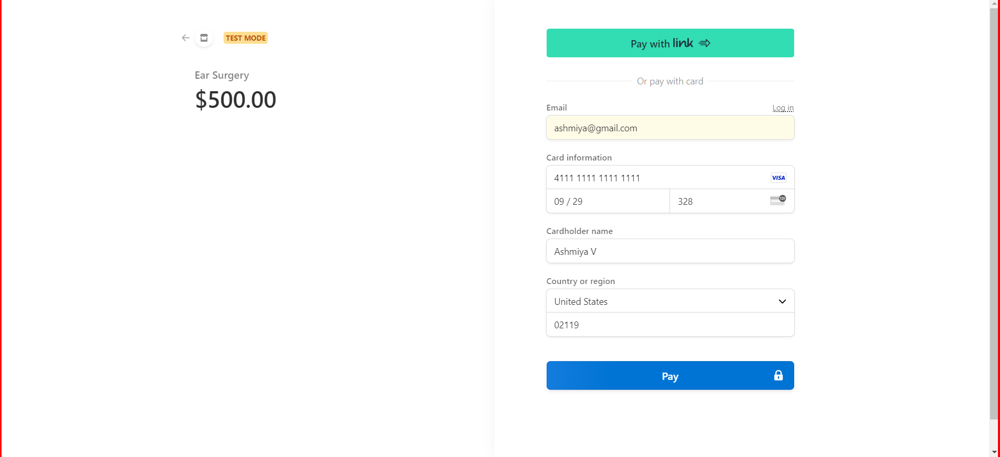 TEST MODE
Ear Surgery
$500.00
Pay with link
Or pay with card
Email
Log in
ashmiya@gmail.com
Card information
4111 1111 1111 1111
VISA
09 / 29
328
135
Cardholder name
Ashmiya V
Country or region
United States
02119
Pay